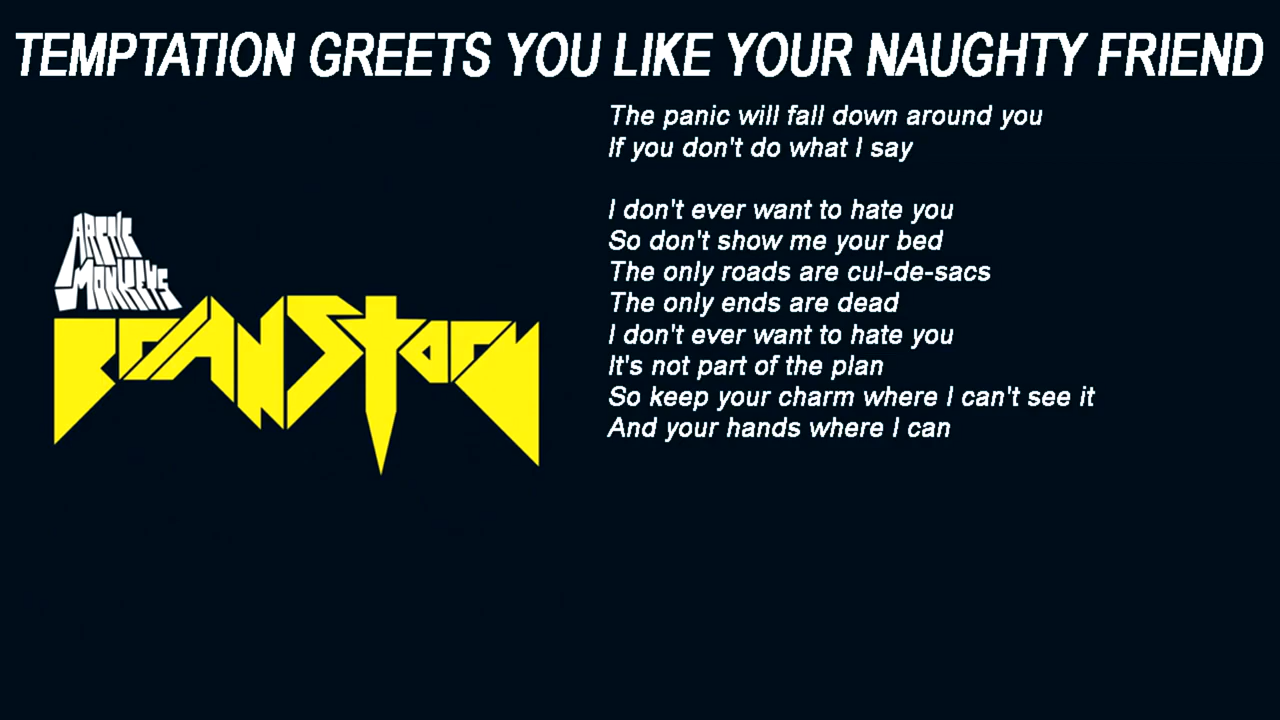 TEMPTATION GREETS YOU LIKE YOUR NAUGHTY FRIEND
The panic will fall down around you
If you don't do what I say
I don't ever want to hate you
So don't show me your bed
The only roads are cul-de-sacs
The only ends are dead
I don't ever want to hate you
It's not part of the plan
So keep your charm where I can't see it
And your hands where I can
ARCTIC
MONKEYS
BRIANSTORM